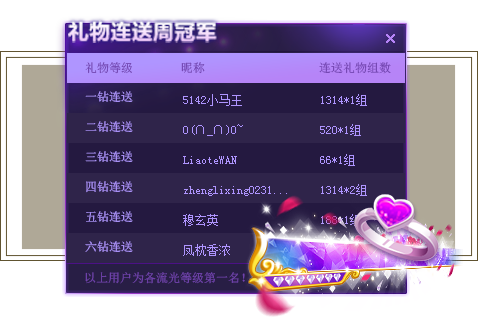 礼物连送周冠军
礼物等级 昵称 连送礼物组数
一钻连送 5142小马王 1314*1组
二钻连送 O(∩_∩)O~ 520*1组
三钻连送 LiaoteWAN 66*1组
四钻连送 zhenglixing0231... 1314*2组
五钻连送 穆玄英 188*1组
六钻连送 凤枕香浓
以上用户为各流光等级第一名!